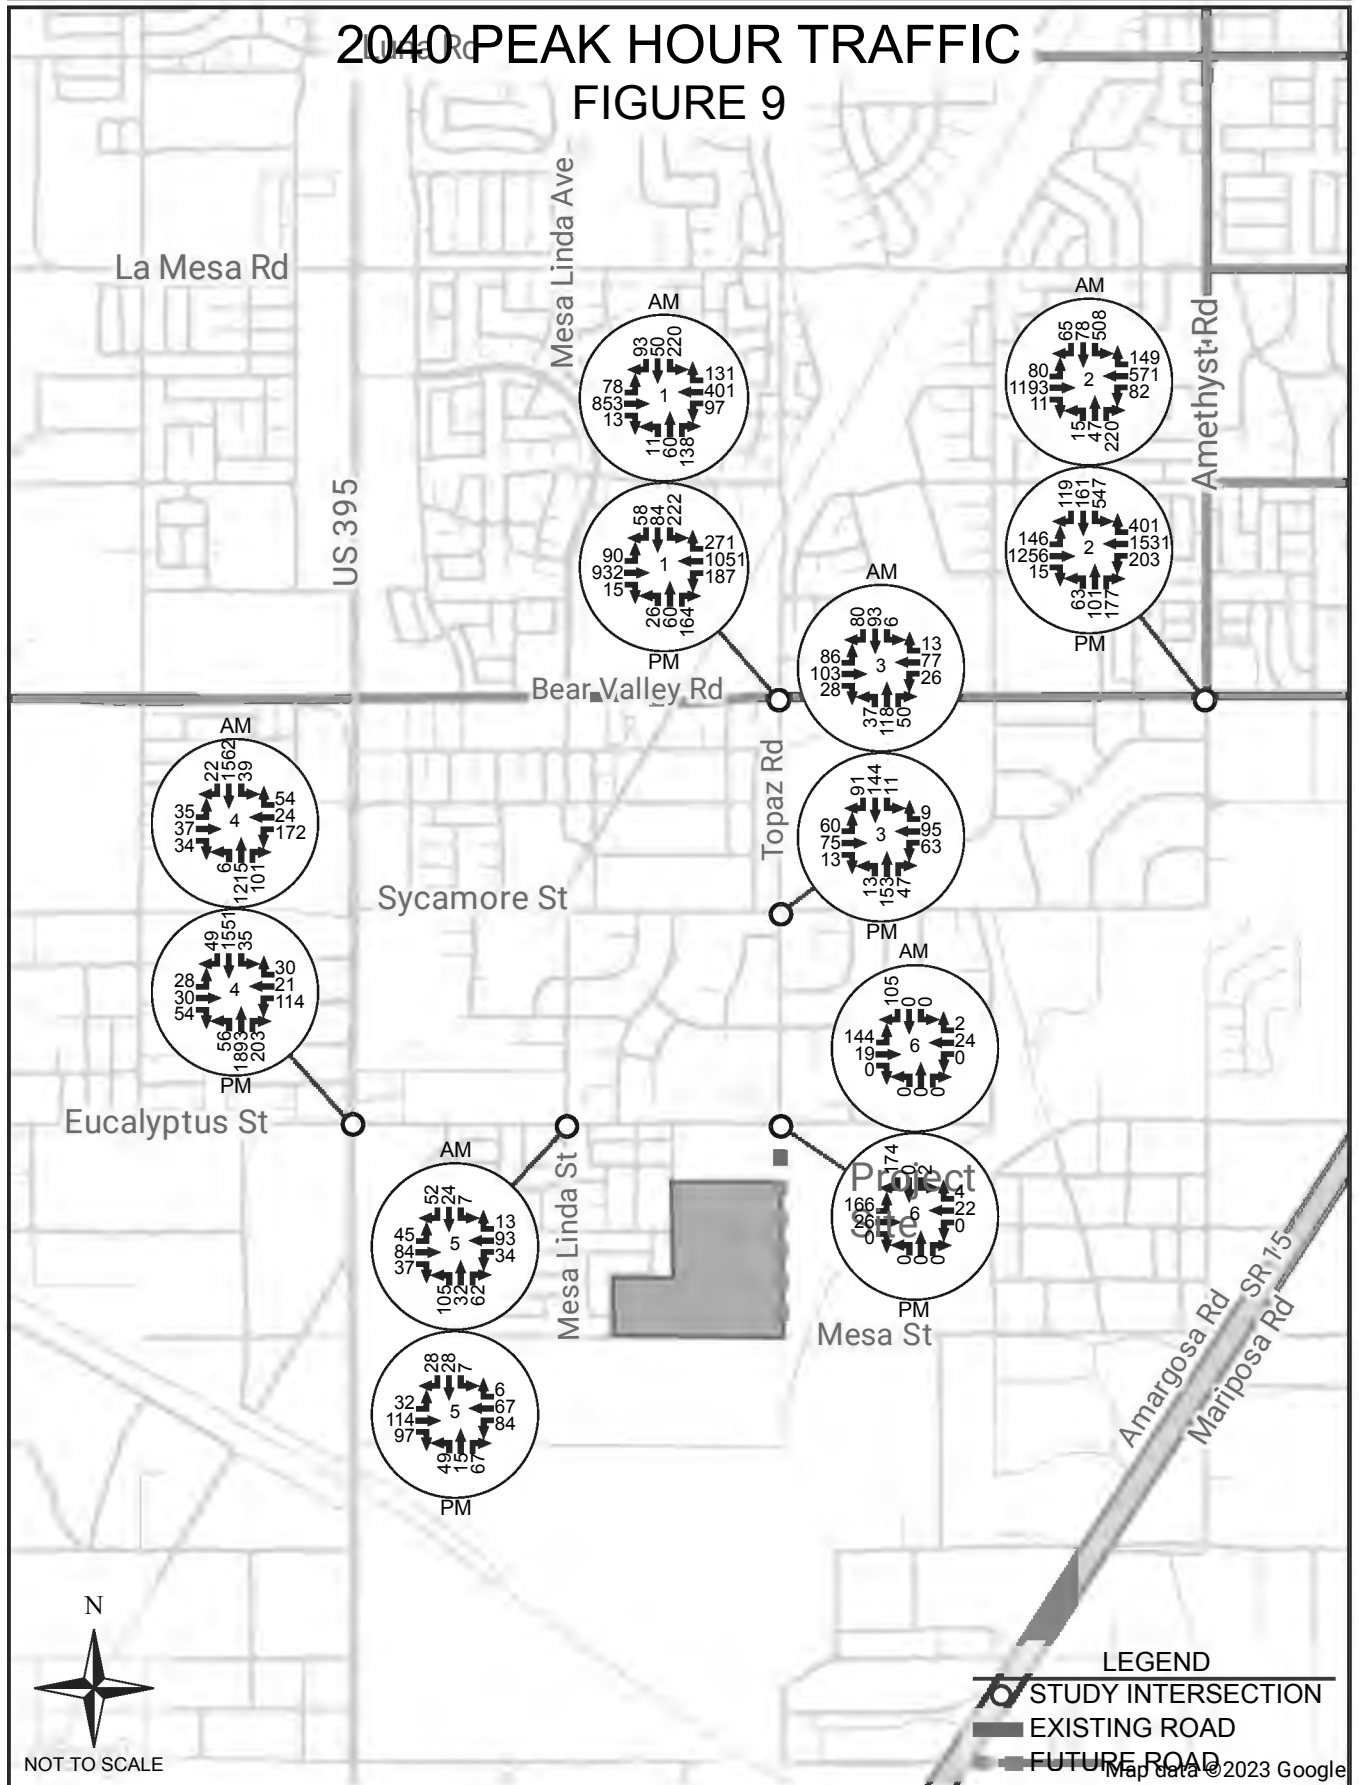 2040 PEAK HOUR TRAFFIC
Luna Rd
FIGURE 9
Mesa Linda Ave
La Mesa Rd
US 395
Amethyst Rd
AM
93 50 220
78
853
13
131
401
97
1
11 60 138
58 84 222
90
932
15
271
1051
187
1
26 60 164
PM
AM
65 78 508
80
1193
11
149
571
82
2
15 47 220
119 161 547
146
1256
15
401
1531
203
2
63 101 177
PM
Bear Valley Rd
Topaz Rd
AM
80 93 6
86
103
28
13
77
26
3
37 118 50
91 144 11
60
75
13
9
95
63
3
13 153 47
PM
AM
22 1562 39
35
37
34
54
24
172
4
6 1215 101
49 1551 35
28
30
54
30
21
114
4
56 1893 203
PM
Sycamore St
Eucalyptus St
AM
105 0 0
144
19
0
2
24
0
6
0 0 0
174 0 2
166
26
0
4
22
0
6
0 0 0
PM
Project
Site
AM
52 24 7
45
84
37
13
93
34
5
105 32 62
28 28 7
32
114
97
6
67
84
5
49 15 67
PM
Mesa Linda St
Mesa St
Amargosa Rd
SR 15
Mariposa Rd
N
NOT TO SCALE
LEGEND
STUDY INTERSECTION
EXISTING ROAD
FUTURE ROAD
Map data ©2023 Google